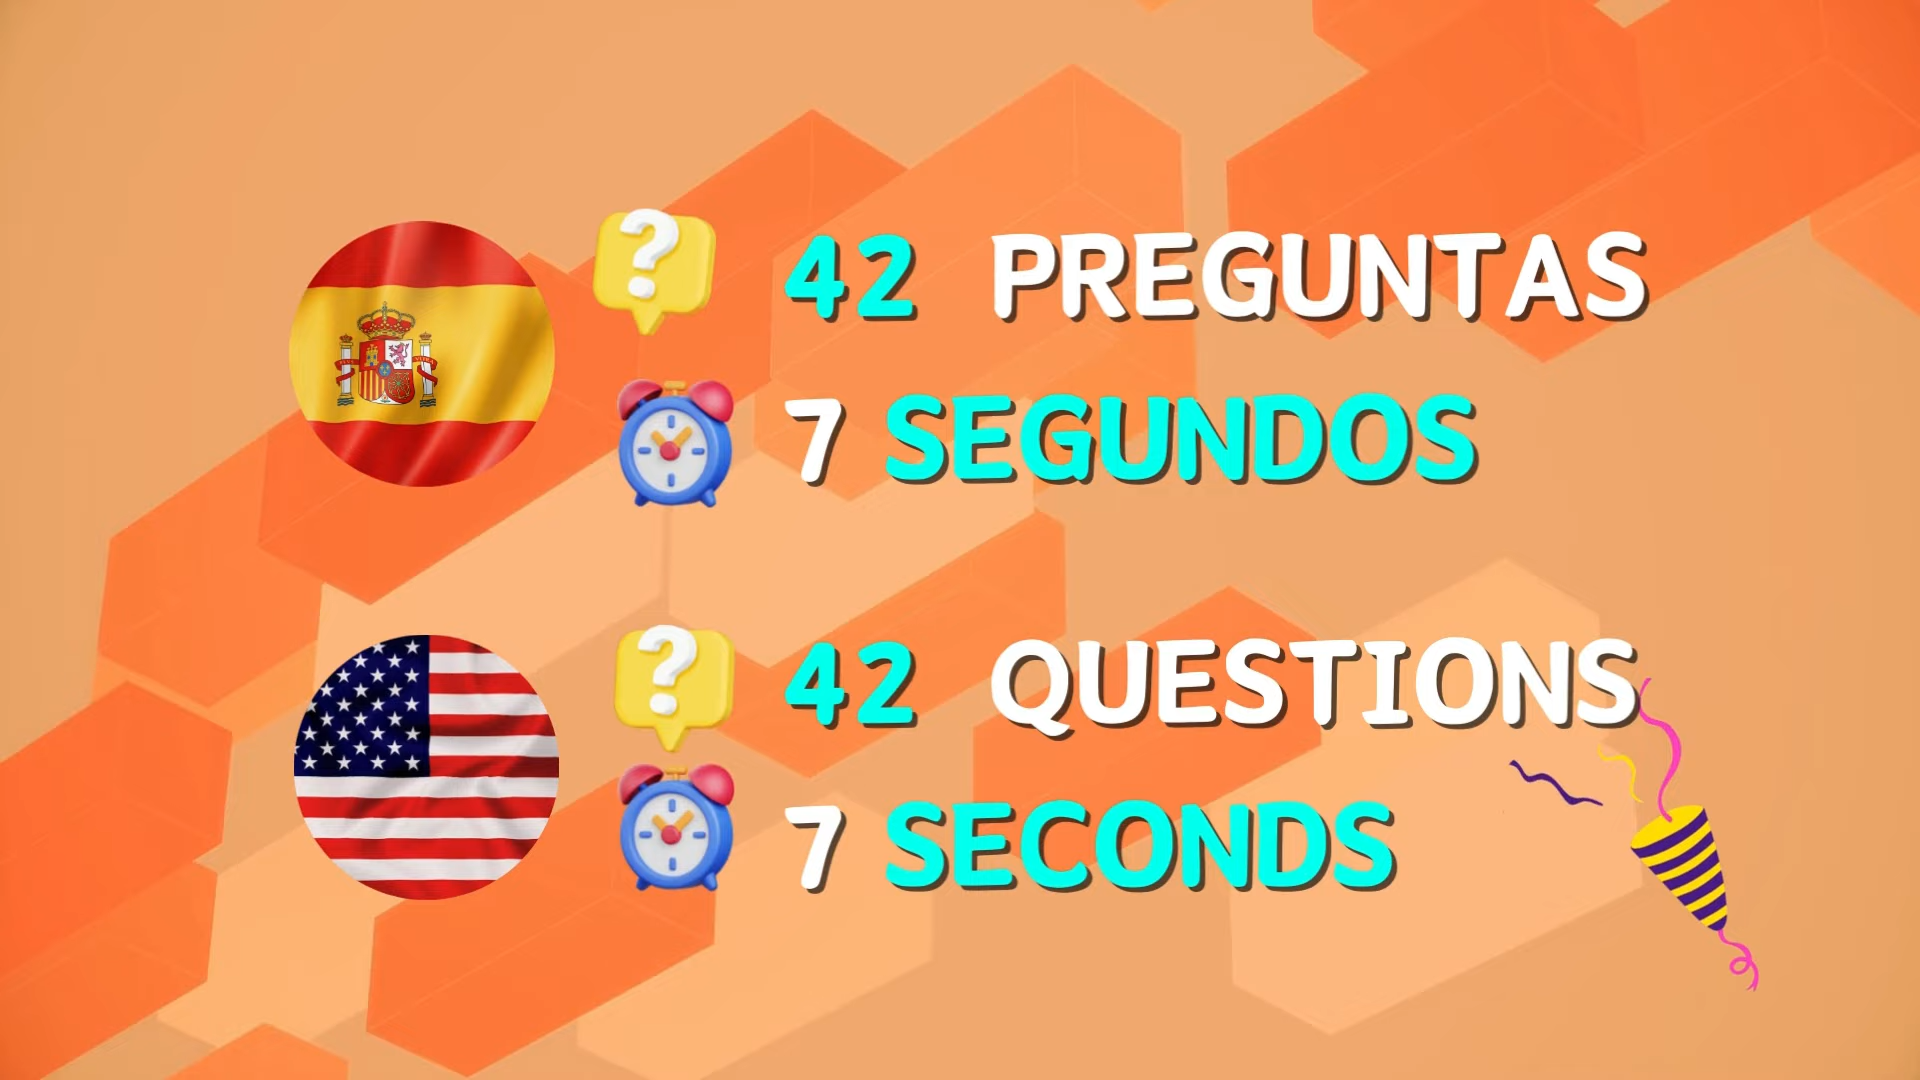 ?
42 PREGUNTAS
7 SEGUNDOS
?
42 QUESTIONS
7 SECONDS